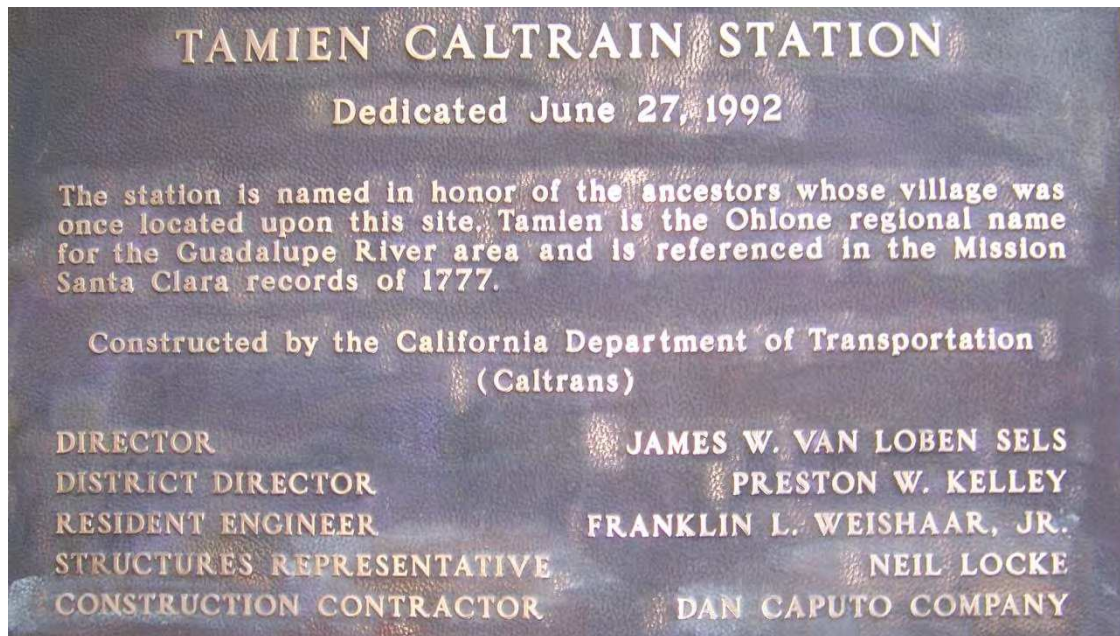 TAMIEN CALTRAIN STATION
Dedicated June 27, 1992
The station is named in honor of the ancestors whose village was
once located upon this site. Tamien is the Ohlone regional name
for the Guadalupe River area and is referenced in the Mission
Santa Clara records of 1777.
Constructed by the California Department of Transportation
(Caltrans)
DIRECTOR JAMES W. VAN LOBEN SELS
DISTRICT DIRECTOR PRESTON W. KELLEY
RESIDENT ENGINEER FRANKLIN L. WEISHAAR, JR.
STRUCTURES REPRESENTATIVE NEIL LOCKE
CONSTRUCTION CONTRACTOR DAN CAPUTO COMPANY